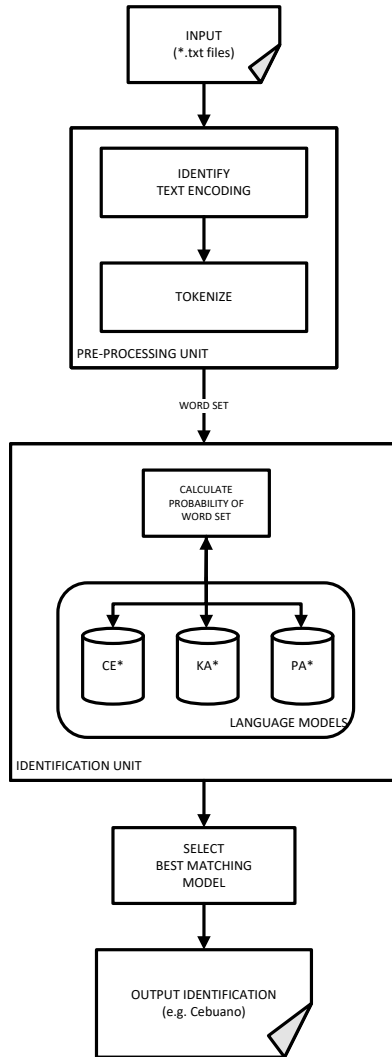 INPUT
(*.txt files)
IDENTIFY
TEXT ENCODING
TOKENIZE
PRE-PROCESSING UNIT
WORD SET
CALCULATE
PROBABILITY OF
WORD SET
CE*
KA*
PA*
LANGUAGE MODELS
IDENTIFICATION UNIT
SELECT
BEST MATCHING
MODEL
OUTPUT IDENTIFICATION
(e.g. Cebuano)